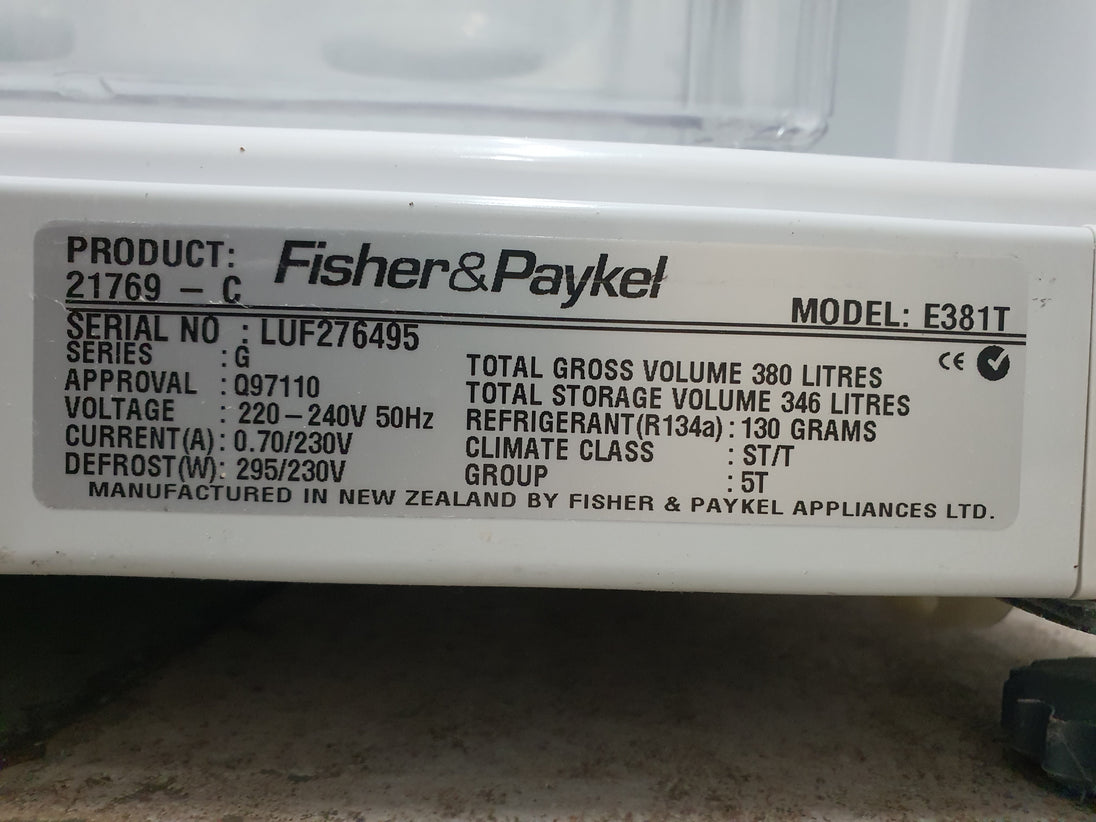 PRODUCT:
21769 – C
Fisher&Paykel
MODEL: E381T
SERIAL NO : LUF276495
SERIES : G
APPROVAL : Q97110
VOLTAGE : 220–240V 50Hz
CURRENT(A): 0.70/230V
DEFROST(W): 295/230V
CE
TOTAL GROSS VOLUME 380 LITRES
TOTAL STORAGE VOLUME 346 LITRES
REFRIGERANT(R134a): 130 GRAMS
CLIMATE CLASS : ST/T
GROUP : 5T
MANUFACTURED IN NEW ZEALAND BY FISHER & PAYKEL APPLIANCES LTD.